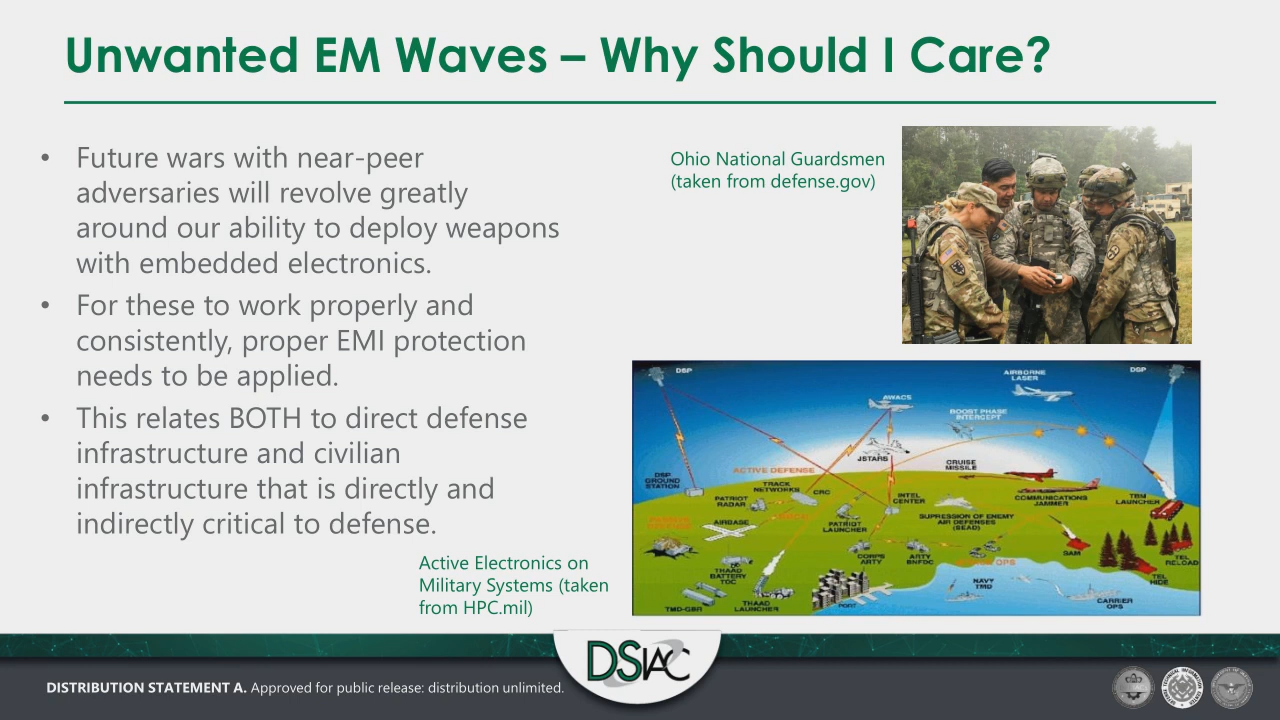 Unwanted EM Waves – Why Should I Care?
• Future wars with near-peer
adversaries will revolve greatly
around our ability to deploy weapons
with embedded electronics.
• For these to work properly and
consistently, proper EMI protection
needs to be applied.
• This relates BOTH to direct defense
infrastructure and civilian
infrastructure that is directly and
indirectly critical to defense.
Ohio National Guardsmen
(taken from defense.gov)
Active Electronics on
Military Systems (taken
from HPC.mil)
DSP
AIRBORNE
LASER
DSP
AWACS
BOOST PHASE
INTERCEPT
JSTARS
CRUISE
MISSILE
ACTIVE DEFENSE
DSP
GROUND
STATION
TRACK
NETWORKS
CRC
PATRIOT
RADAR
INTEL
CENTER
COMMUNICATIONS
JAMMER
TBM
LAUNCHER
AIRBASE
PATRIOT
LAUNCHER
SUPRESSION OF ENEMY
AIR DEFENSES
(SEAD)
CORPS
ARTY
ARTY
BNFDC
OPS
SAM
TEL
RELOAD
THAAD
BATTERY
TOC
TEL
HIDE
NAVY
TMD
TMD-GBR
THAAD
LAUNCHER
PORT
CARRIER
OPS
DSIAC
DISTRIBUTION STATEMENT A. Approved for public release: distribution unlimited.